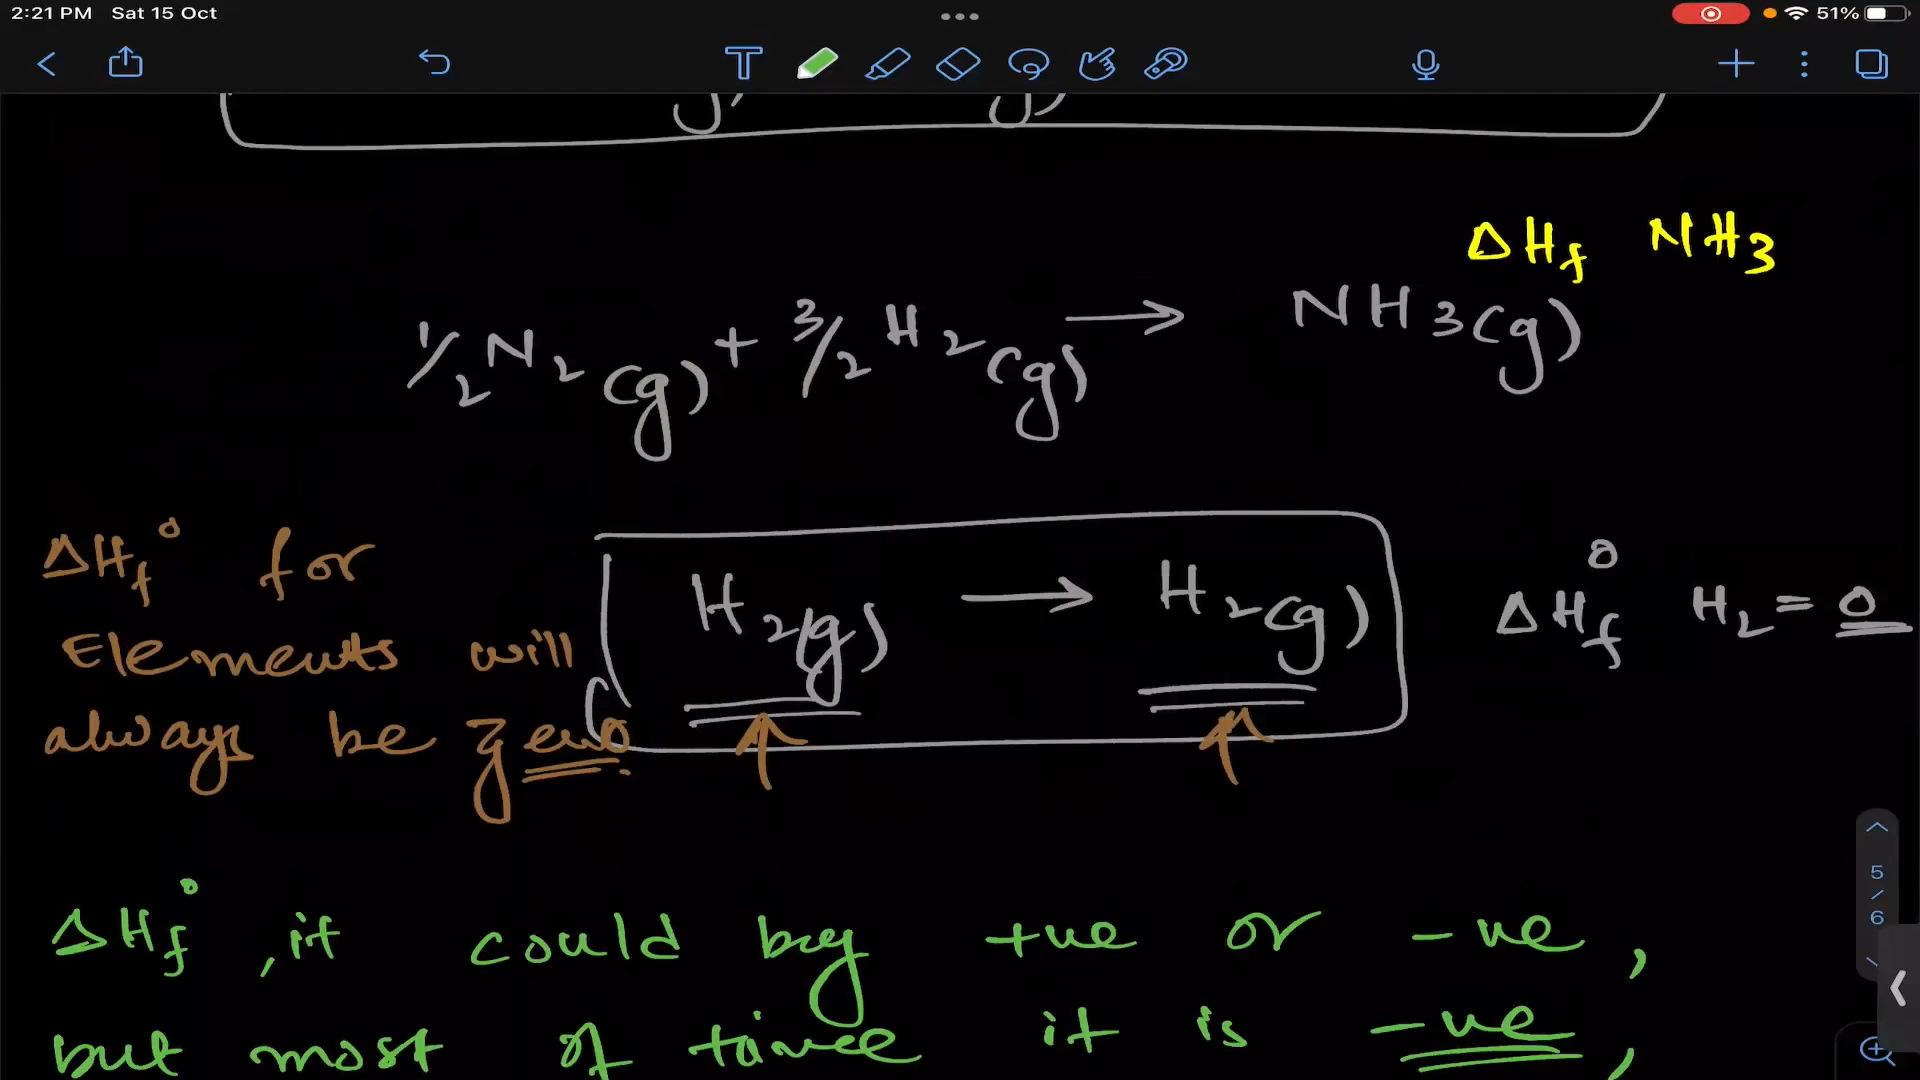 2:21 PM Sat 15 Oct
51%
ΔHf NH3
1/2 N2(g) + 3/2 H2(g) → NH3(g)
ΔHf° for
Elements will
always be zero.
H2(g) → H2(g)
ΔHf° H2 = 0
ΔHf°, it could be +ve or -ve,
but most of time it is -ve,
5
/
6